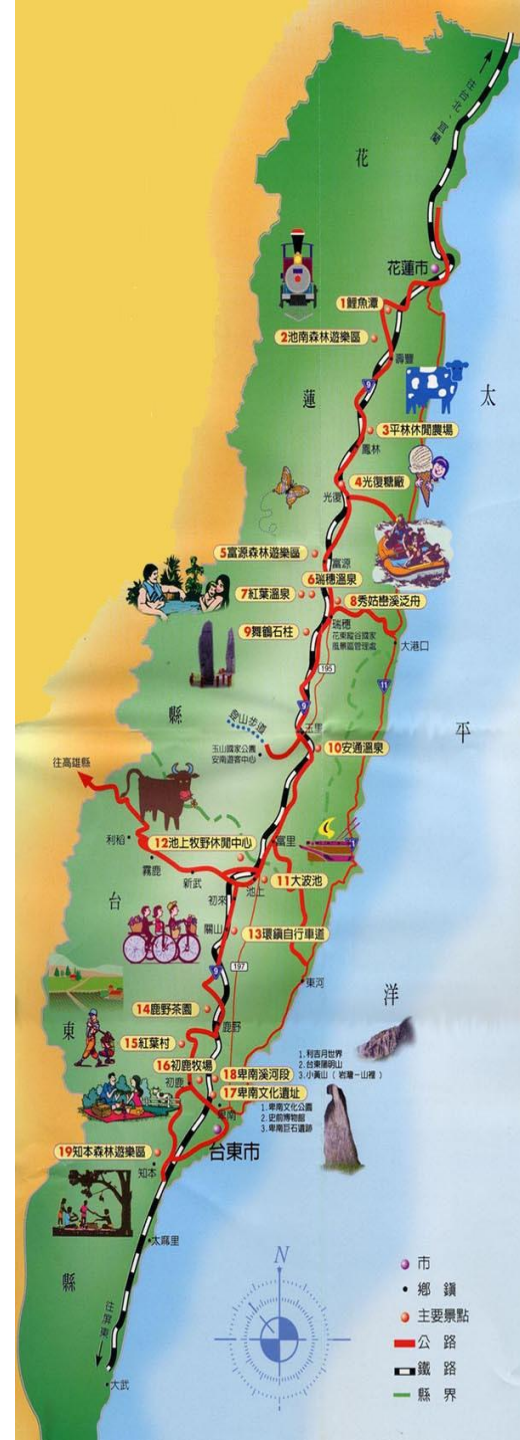 往台北、宜蘭
花
花蓮市
1鯉魚潭
2池南森林遊樂區
壽豐
9
蓮
太
3平林休閒農場
鳳林
4光復糖廠
光復
5富源森林遊樂區
富源
6瑞穗溫泉
7紅葉溫泉
8秀姑巒溪泛舟
瑞穗
花東縱谷國家
風景區管理處
9舞鶴石柱
大港口
195
11
9
縣
登山步道
玉里
平
玉山國家公園
安南遊客中心
10安通溫泉
往高雄縣
利稻
12池上牧野休閒中心
富里
霧鹿
新武
11大波池
池上
初來
台
關山
13環鎮自行車道
9
197
東河
洋
14鹿野茶園
東
鹿野
15紅葉村
16初鹿牧場
初鹿
18卑南溪河段
1.利吉月世界
2.台東陽明山
3.小黃山（岩灣－山裡）
17卑南文化遺址
卑南
1.卑南文化公園
2.史前博物館
3.卑南巨石遺跡
台東市
19知本森林遊樂區
知本
太麻里
縣
往屏東
大武
N
市
鄉 鎮
主要景點
公 路
鐵 路
縣 界